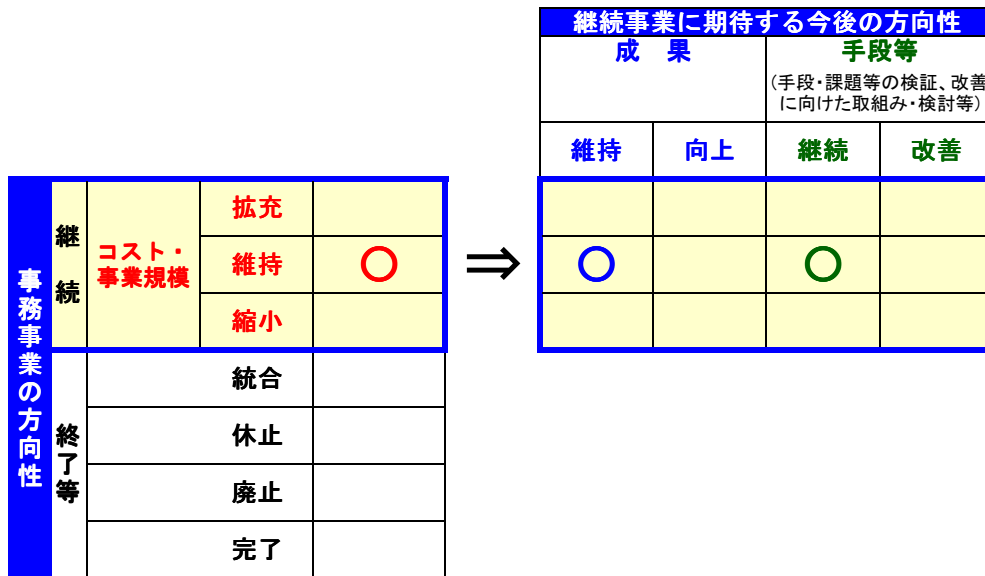 継続事業に期待する今後の方向性
成 果
手段等
(手段・課題等の検証、改善
に向けた取組み・検討等)
維持
向上
継続
改善
事務事業の方向性
継続
コスト・
事業規模
拡充
維持
○
⇒
○
○
縮小
終了等
統合
休止
廃止
完了